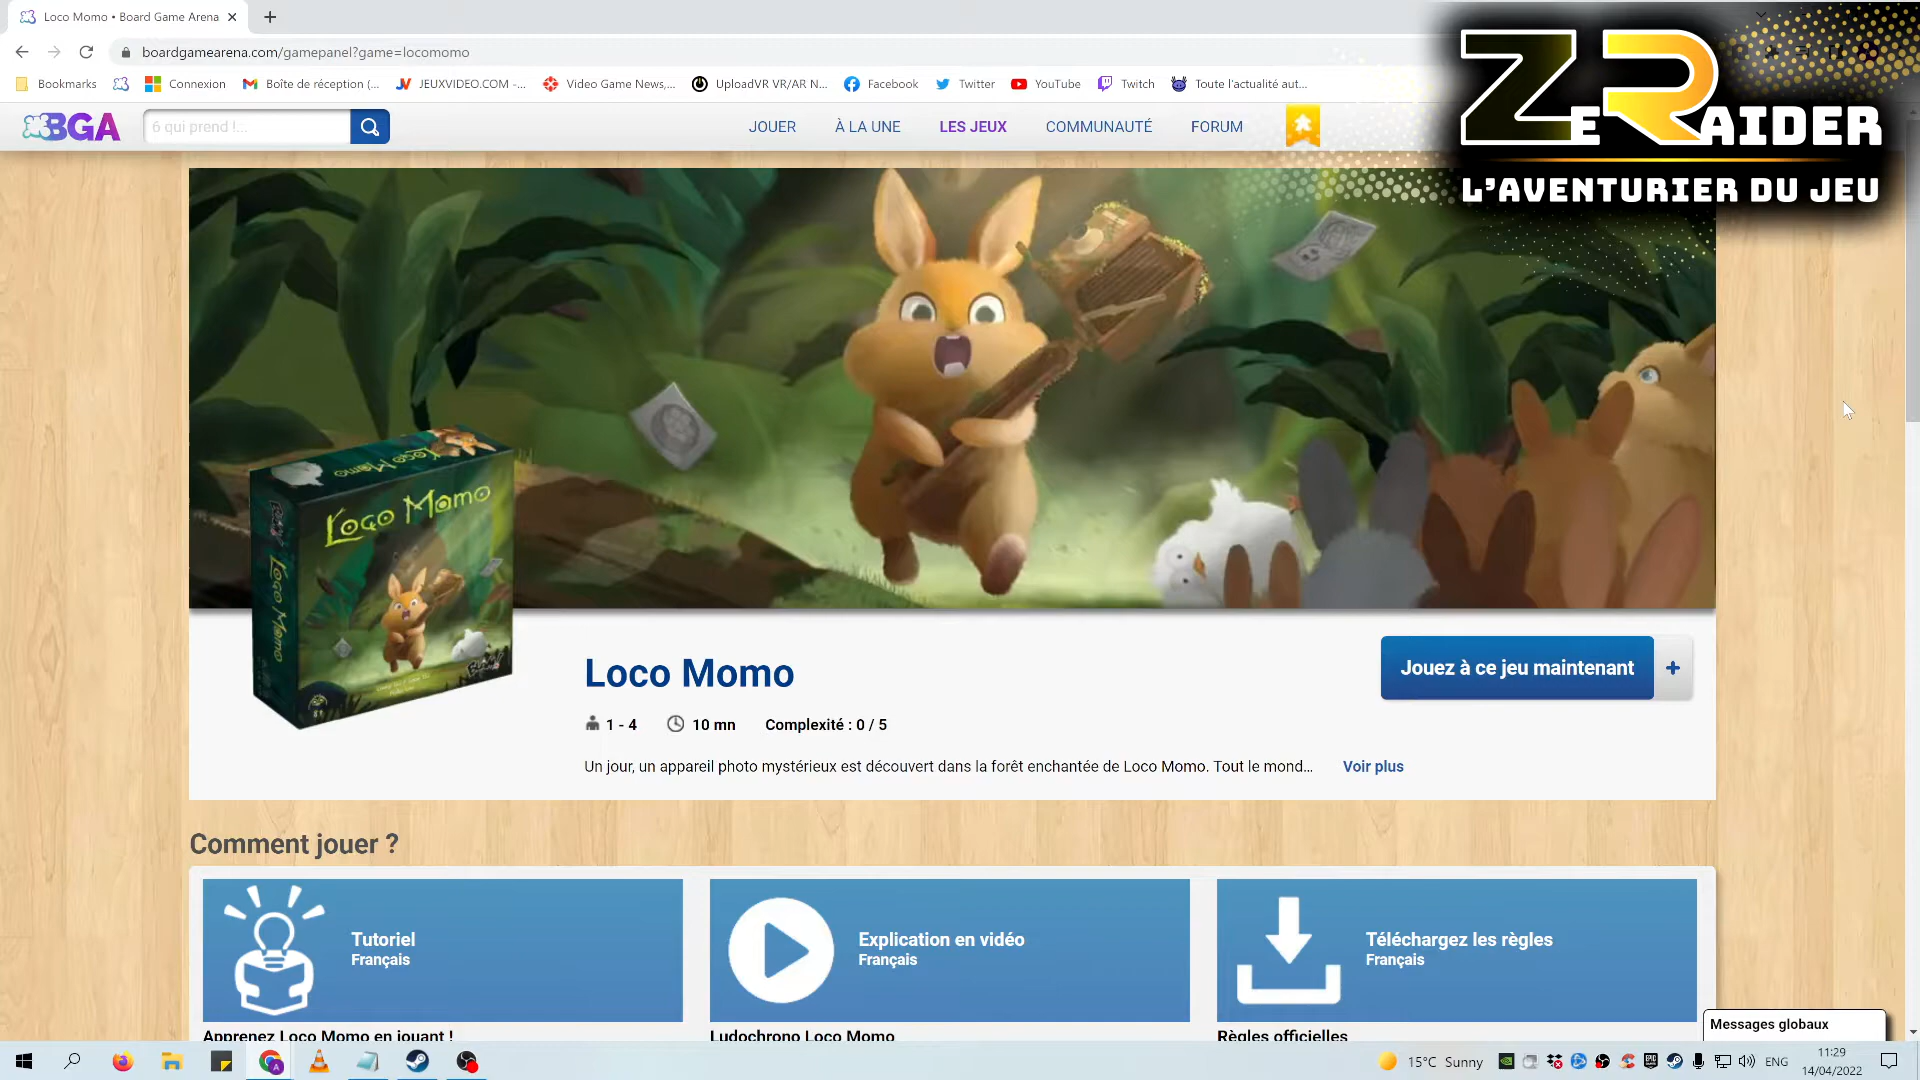 Loco Momo • Board Game Arena
boardgamearena.com/gamepanel?game=locomomo
Bookmarks
Connexion
Boîte de réception (...
JEUXVIDEO.COM -...
Video Game News,...
UploadVR VR/AR N...
Facebook
Twitter
YouTube
Twitch
Toute l'actualité aut...
ZeRAIDER
L'AVENTURIER DU JEU
BGA
6 qui prend !...
JOUER
À LA UNE
LES JEUX
COMMUNAUTÉ
FORUM
Loco Momo
Loco Momo
Loco Momo
Loco Momo
Jouez à ce jeu maintenant
+
1 - 4
10 mn
Complexité : 0 / 5
Un jour, un appareil photo mystérieux est découvert dans la forêt enchantée de Loco Momo. Tout le mond...
Voir plus
Comment jouer ?
Tutoriel
Français
Explication en vidéo
Français
Téléchargez les règles
Français
Apprenez Loco Momo en jouant !
Ludochrono Loco Momo
Règles officielles
Messages globaux
15°C Sunny
ENG
11:29
14/04/2022